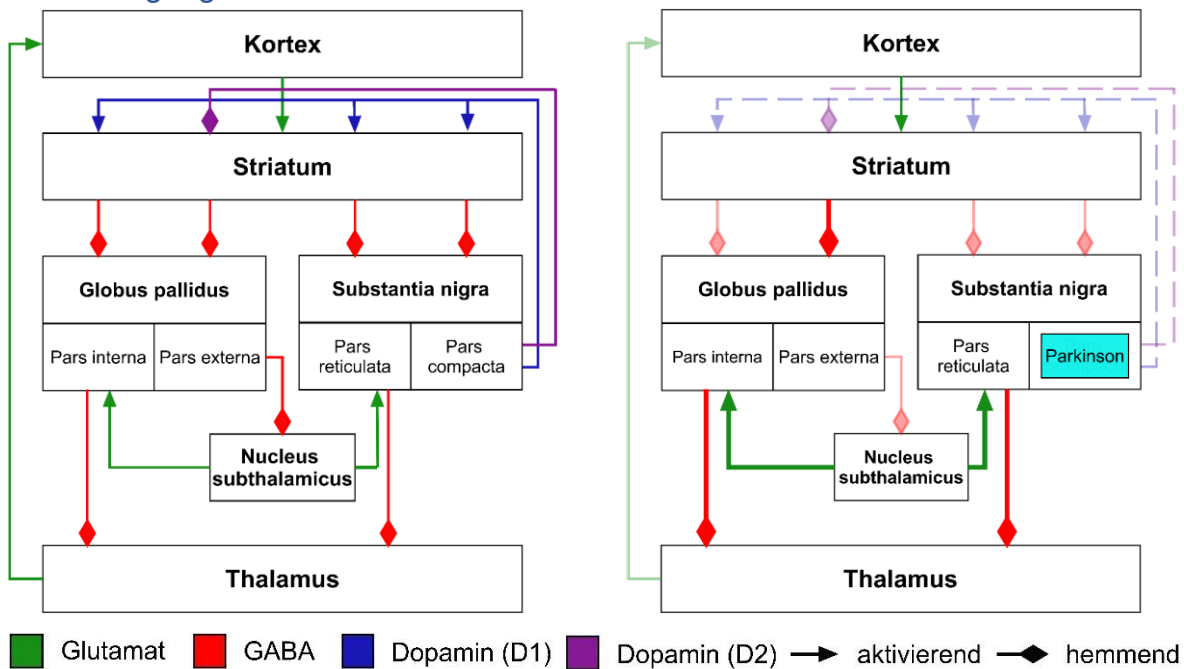 Kortex
Striatum
Globus pallidus
Substantia nigra
Pars interna
Pars externa
Pars
reticulata
Pars
compacta
Nucleus
subthalamicus
Thalamus
Kortex
Striatum
Globus pallidus
Substantia nigra
Pars interna
Pars externa
Pars
reticulata
Parkinson
Nucleus
subthalamicus
Thalamus
Glutamat
GABA
Dopamin (D1)
Dopamin (D2)
aktivierend
hemmend